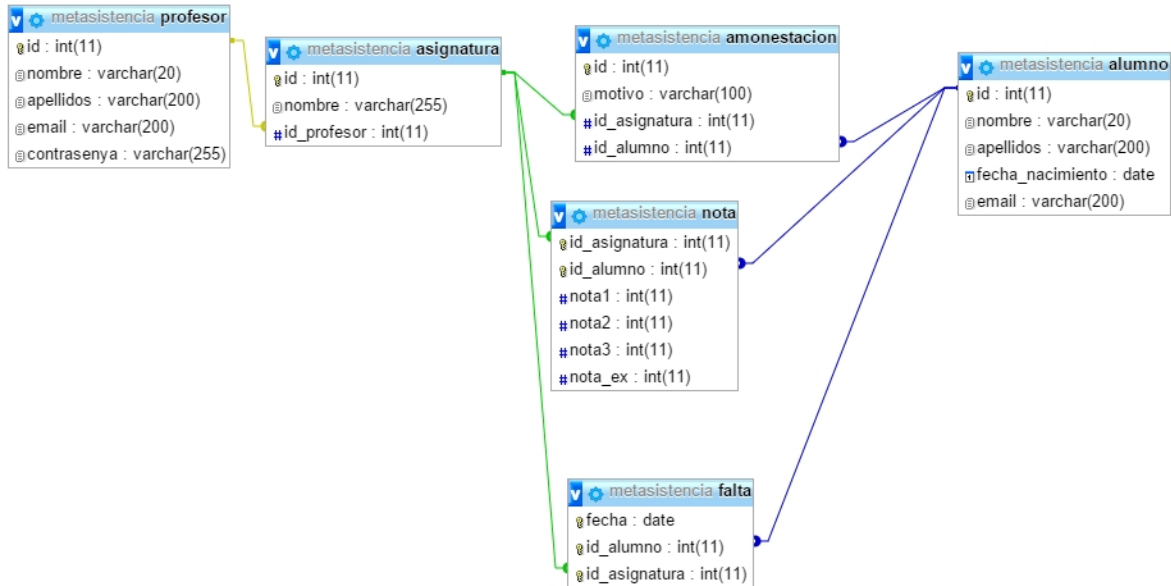 metasistencia profesor
id : int(11)
nombre : varchar(20)
apellidos : varchar(200)
email : varchar(200)
contrasenya : varchar(255)
metasistencia asignatura
id : int(11)
nombre : varchar(255)
#id_profesor : int(11)
metasistencia amonestacion
id : int(11)
motivo : varchar(100)
#id_asignatura : int(11)
#id_alumno : int(11)
metasistencia alumno
id : int(11)
nombre : varchar(20)
apellidos : varchar(200)
fecha_nacimiento : date
email : varchar(200)
metasistencia nota
id_asignatura : int(11)
id_alumno : int(11)
#nota1 : int(11)
#nota2 : int(11)
#nota3 : int(11)
#nota_ex : int(11)
metasistencia falta
fecha : date
id_alumno : int(11)
id_asignatura : int(11)